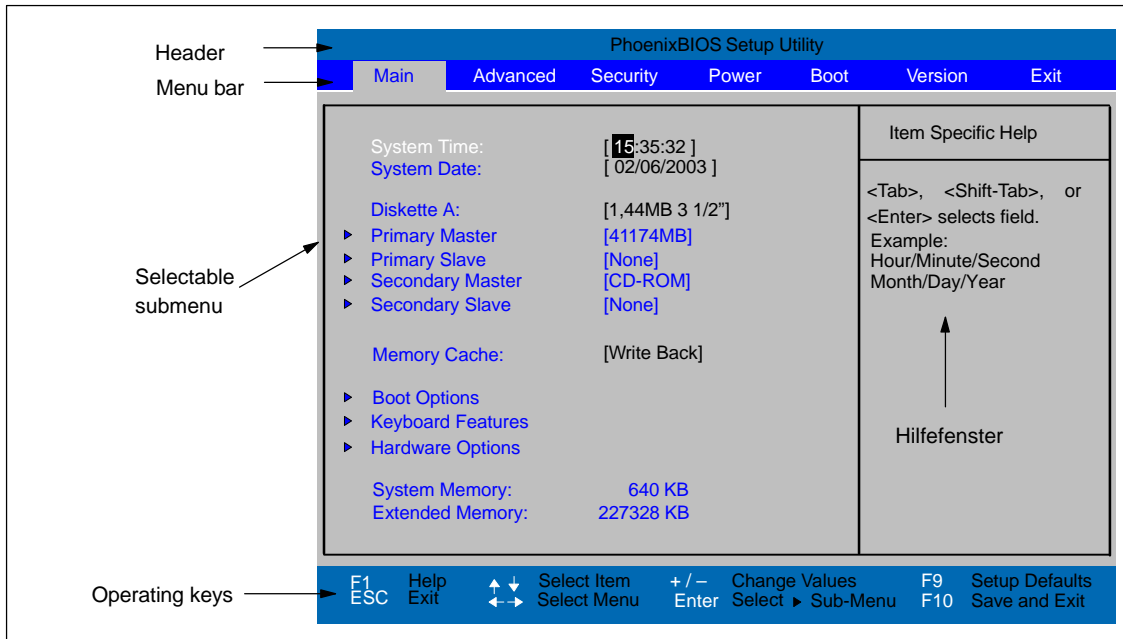 Header
Menu bar
Selectable
submenu
Operating keys
PhoenixBIOS Setup Utility
Main Advanced Security Power Boot Version Exit
System Time: [ 15:35:32 ]
System Date: [ 02/06/2003 ]
Diskette A: [1,44MB 3 1/2”]
Primary Master [41174MB]
Primary Slave [None]
Secondary Master [CD-ROM]
Secondary Slave [None]
Memory Cache: [Write Back]
Boot Options
Keyboard Features
Hardware Options
System Memory: 640 KB
Extended Memory: 227328 KB
Item Specific Help
<Tab>, <Shift-Tab>, or
<Enter> selects field.
Example:
Hour/Minute/Second
Month/Day/Year
Hilfefenster
F1 Help Select Item + / – Change Values F9 Setup Defaults
ESC Exit Select Menu Enter Select Sub-Menu F10 Save and Exit